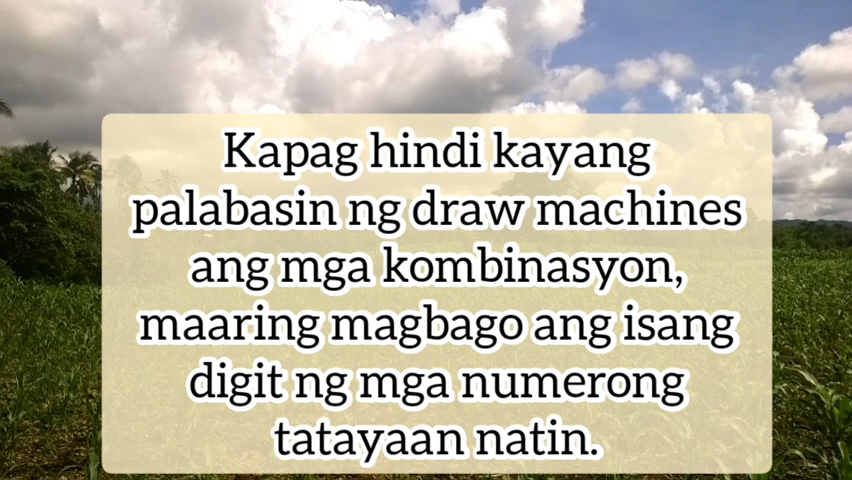 Kapag hindi kayang
palabasin ng draw machines
ang mga kombinasyon,
maaring magbago ang isang
digit ng mga numerong
tatayaan natin.